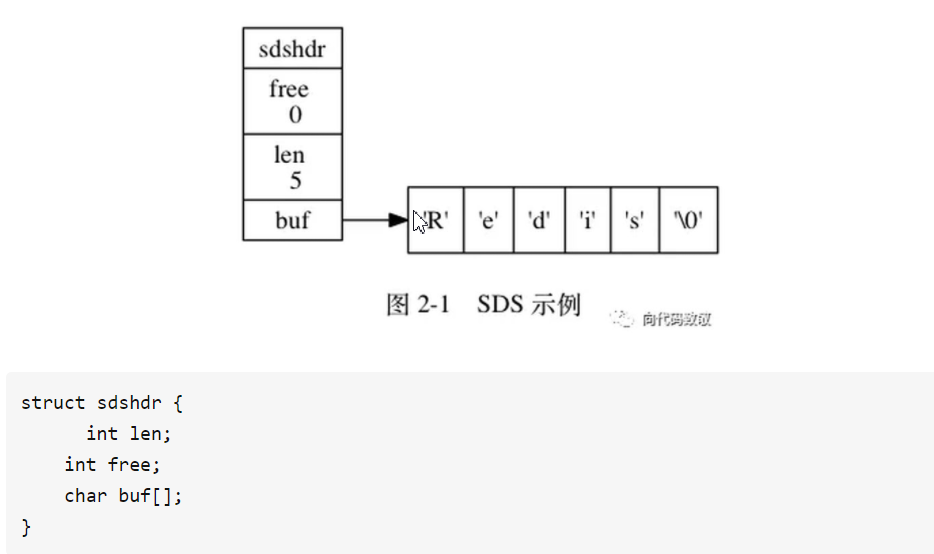 sdshdr
free
0
len
5
buf
'R' 'e' 'd' 'i' 's' '\0'
图 2-1 SDS 示例
向代码致敬
struct sdshdr {
int len;
int free;
char buf[];
}